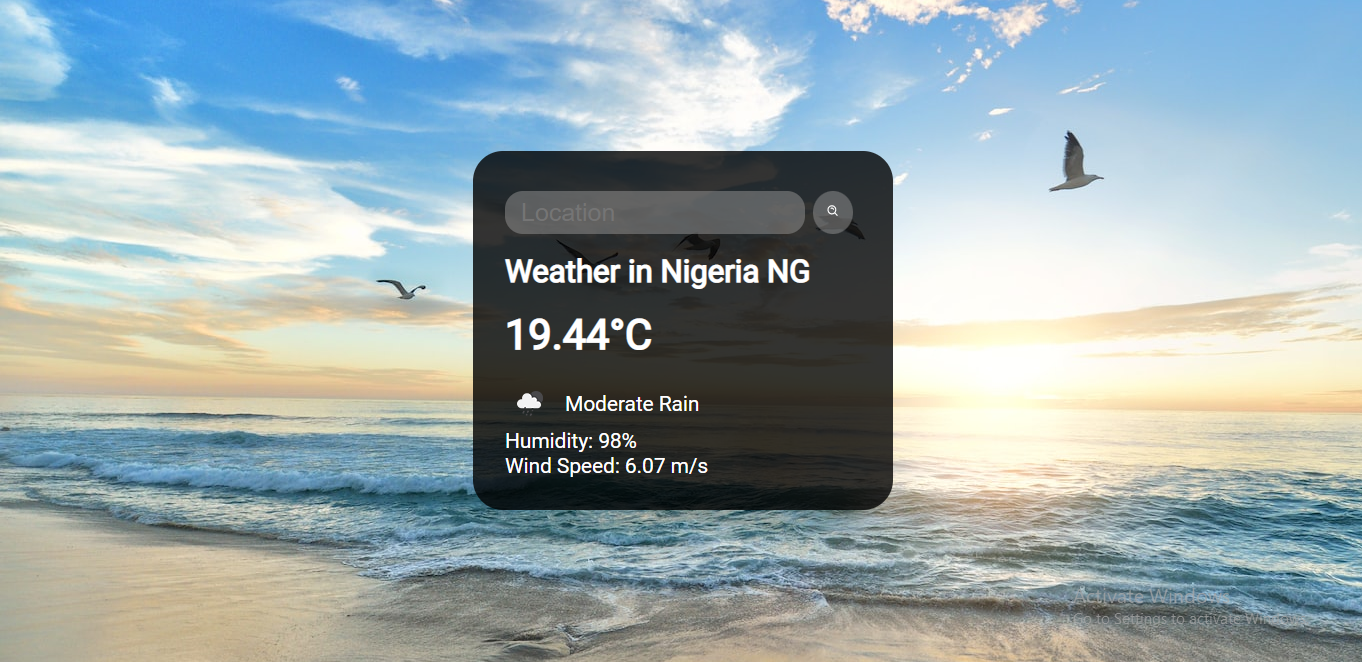 Location
Weather in Nigeria NG
19.44°C
Moderate Rain
Humidity: 98%
Wind Speed: 6.07 m/s
Activate Windows
Go to Settings to activate Windows.